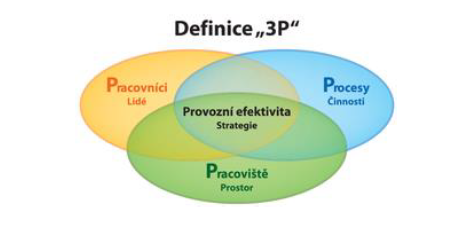 Definice „3P“
Pracovníci
Lidé
Procesy
Činnosti
Provozní efektivita
Strategie
Pracoviště
Prostor